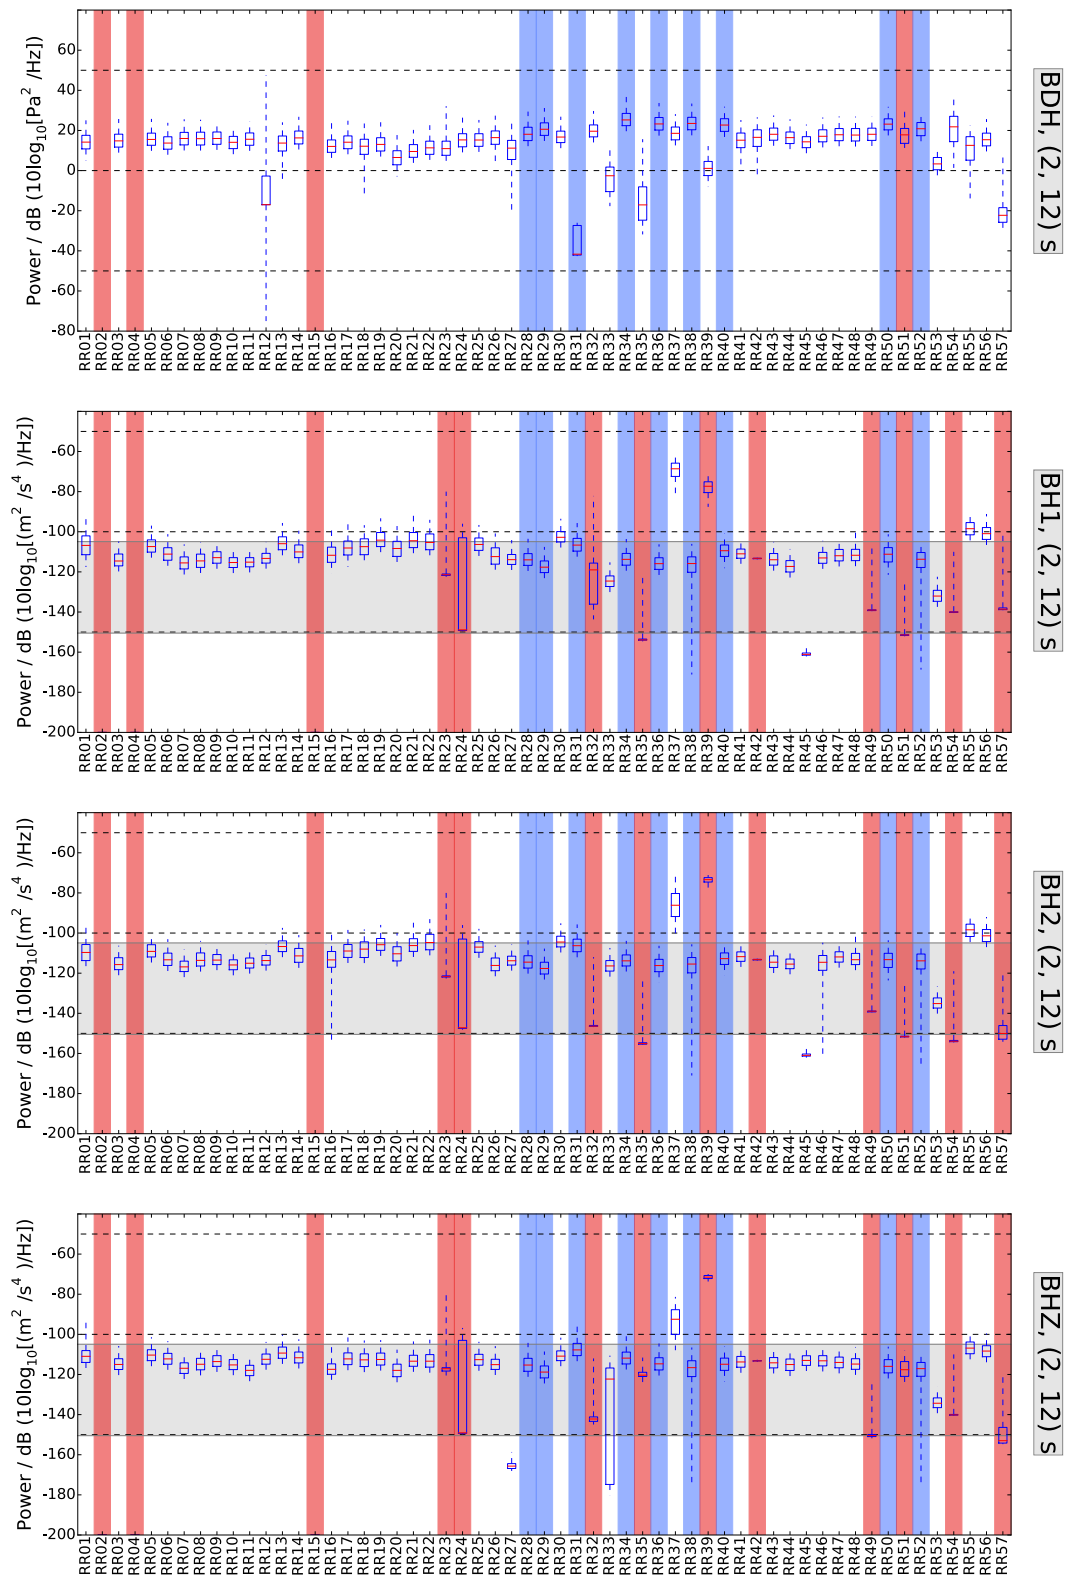 BDH, (2, 12) s
Power / dB (10log10[Pa2 /Hz])
60
40
20
0
-20
-40
-60
-80
RR01 RR02 RR03 RR04 RR05 RR06 RR07 RR08 RR09 RR10 RR11 RR12 RR13 RR14 RR15 RR16 RR17 RR18 RR19 RR20 RR21 RR22 RR23 RR24 RR25 RR26 RR27 RR28 RR29 RR30 RR31 RR32 RR33 RR34 RR35 RR36 RR37 RR38 RR39 RR40 RR41 RR42 RR43 RR44 RR45 RR46 RR47 RR48 RR49 RR50 RR51 RR52 RR53 RR54 RR55 RR56 RR57
BH1, (2, 12) s
Power / dB (10log10[(m2 /s4 )/Hz])
-60
-80
-100
-120
-140
-160
-180
-200
RR01 RR02 RR03 RR04 RR05 RR06 RR07 RR08 RR09 RR10 RR11 RR12 RR13 RR14 RR15 RR16 RR17 RR18 RR19 RR20 RR21 RR22 RR23 RR24 RR25 RR26 RR27 RR28 RR29 RR30 RR31 RR32 RR33 RR34 RR35 RR36 RR37 RR38 RR39 RR40 RR41 RR42 RR43 RR44 RR45 RR46 RR47 RR48 RR49 RR50 RR51 RR52 RR53 RR54 RR55 RR56 RR57
BH2, (2, 12) s
Power / dB (10log10[(m2 /s4 )/Hz])
-60
-80
-100
-120
-140
-160
-180
-200
RR01 RR02 RR03 RR04 RR05 RR06 RR07 RR08 RR09 RR10 RR11 RR12 RR13 RR14 RR15 RR16 RR17 RR18 RR19 RR20 RR21 RR22 RR23 RR24 RR25 RR26 RR27 RR28 RR29 RR30 RR31 RR32 RR33 RR34 RR35 RR36 RR37 RR38 RR39 RR40 RR41 RR42 RR43 RR44 RR45 RR46 RR47 RR48 RR49 RR50 RR51 RR52 RR53 RR54 RR55 RR56 RR57
BHZ, (2, 12) s
Power / dB (10log10[(m2 /s4 )/Hz])
-60
-80
-100
-120
-140
-160
-180
-200
RR01 RR02 RR03 RR04 RR05 RR06 RR07 RR08 RR09 RR10 RR11 RR12 RR13 RR14 RR15 RR16 RR17 RR18 RR19 RR20 RR21 RR22 RR23 RR24 RR25 RR26 RR27 RR28 RR29 RR30 RR31 RR32 RR33 RR34 RR35 RR36 RR37 RR38 RR39 RR40 RR41 RR42 RR43 RR44 RR45 RR46 RR47 RR48 RR49 RR50 RR51 RR52 RR53 RR54 RR55 RR56 RR57